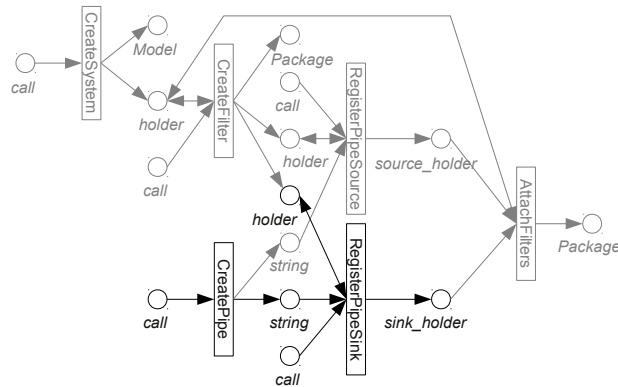 Model
CreateSystem
call
holder
CreateFilter
Package
call
RegisterPipeSource
call
holder
source_holder
holder
AttachFilters
Package
string
CreatePipe
RegisterPipeSink
call
string
sink_holder
call